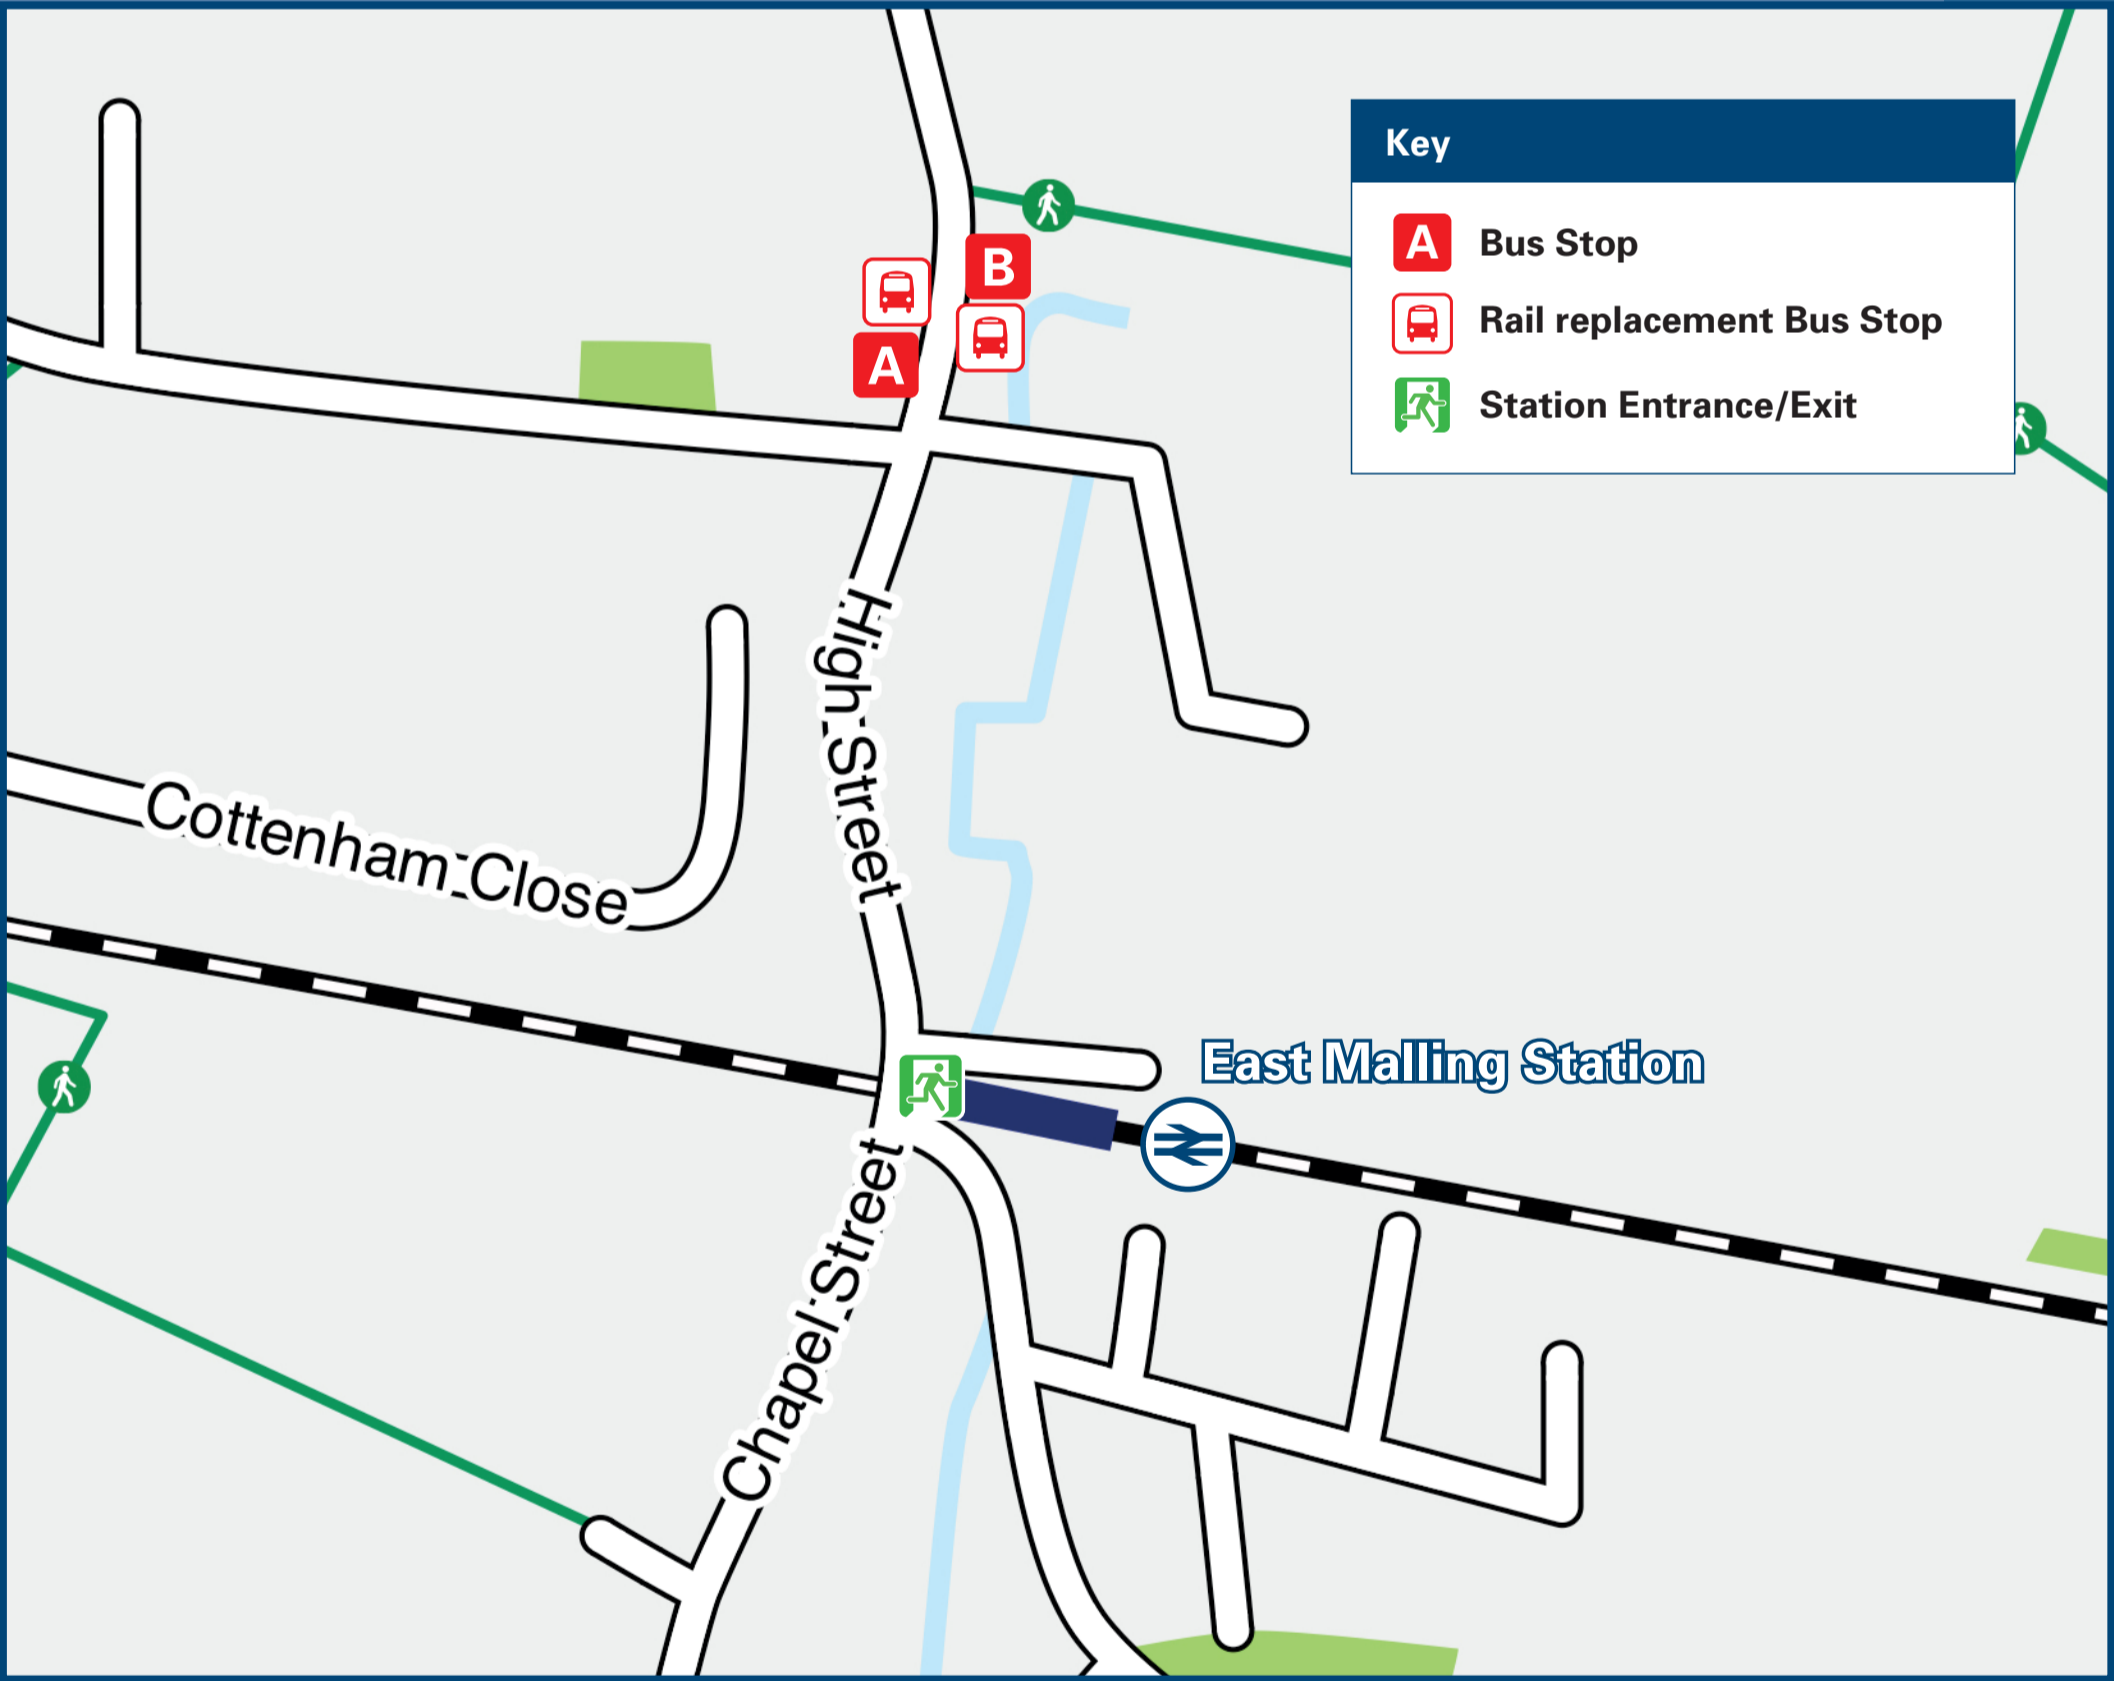 Key
A Bus Stop
Rail replacement Bus Stop
Station Entrance/Exit
B
A
High Street
Cottenham Close
East Malling Station
Chapel Street